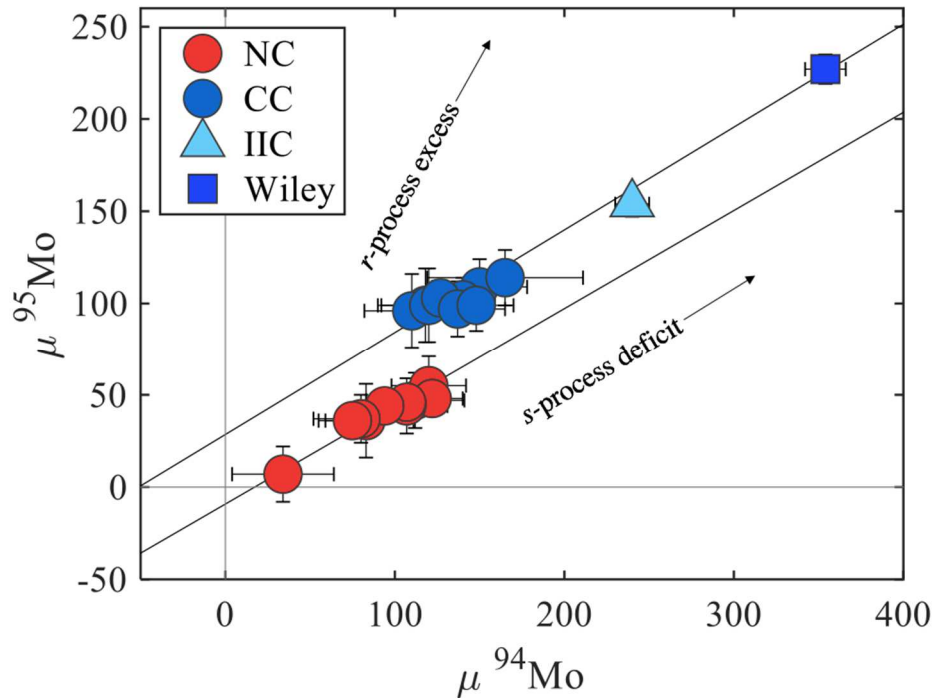 260
250
200
150
100
50
0
-50
μ ⁹⁵Mo
NC
CC
IIC
Wiley
r-process excess
s-process deficit
0
100
200
300
400
μ ⁹⁴Mo